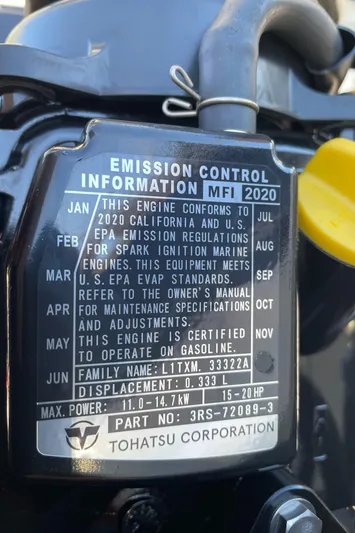 EMISSION CONTROL
INFORMATION MFI 2020
JAN
FEB
MAR
APR
MAY
JUN
THIS ENGINE CONFORMS TO
2020 CALIFORNIA AND U.S.
EPA EMISSION REGULATIONS
FOR SPARK IGNITION MARINE
ENGINES. THIS EQUIPMENT MEETS
U.S. EPA EVAP STANDARDS.
REFER TO THE OWNER'S MANUAL
FOR MAINTENANCE SPECIFICATIONS
AND ADJUSTMENTS.
THIS ENGINE IS CERTIFIED
TO OPERATE ON GASOLINE.
JUL
AUG
SEP
OCT
NOV
FAMILY NAME: L1TXM. 33322A
DISPLACEMENT: 0.333 L
MAX. POWER: 11.0-14.7kW 15-20HP
PART NO.: 3RS-72089-3
TOHATSU CORPORATION